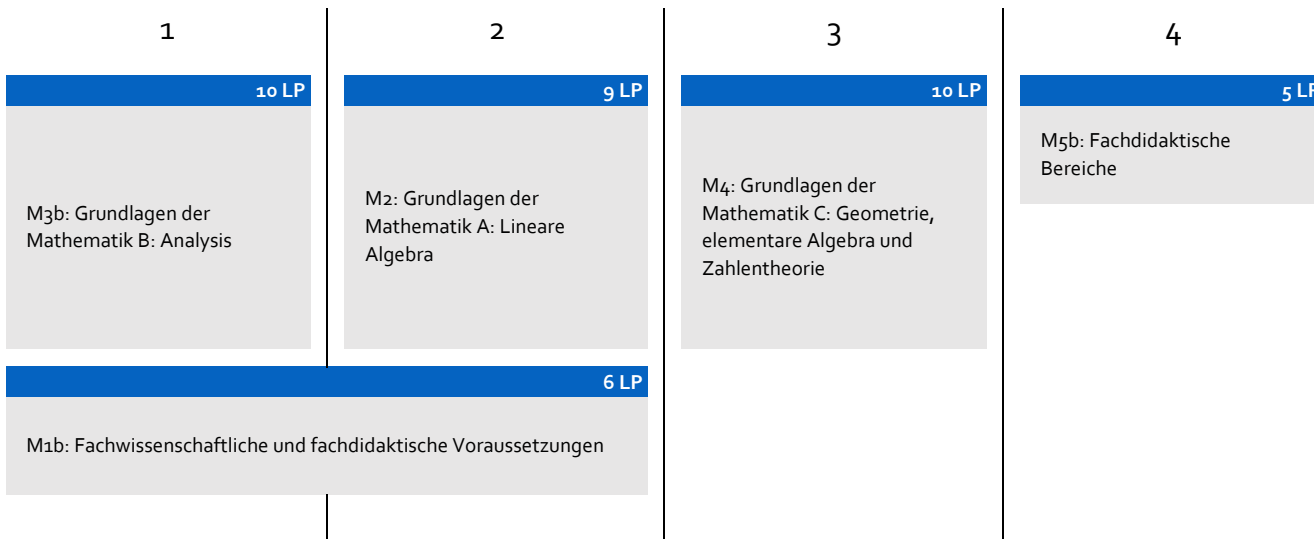 1
2
3
4
10 LP
9 LP
10 LP
5 LP
M3b: Grundlagen der
Mathematik B: Analysis
M2: Grundlagen der
Mathematik A: Lineare
Algebra
M4: Grundlagen der
Mathematik C: Geometrie,
elementare Algebra und
Zahlentheorie
M5b: Fachdidaktische
Bereiche
6 LP
M1b: Fachwissenschaftliche und fachdidaktische Voraussetzungen